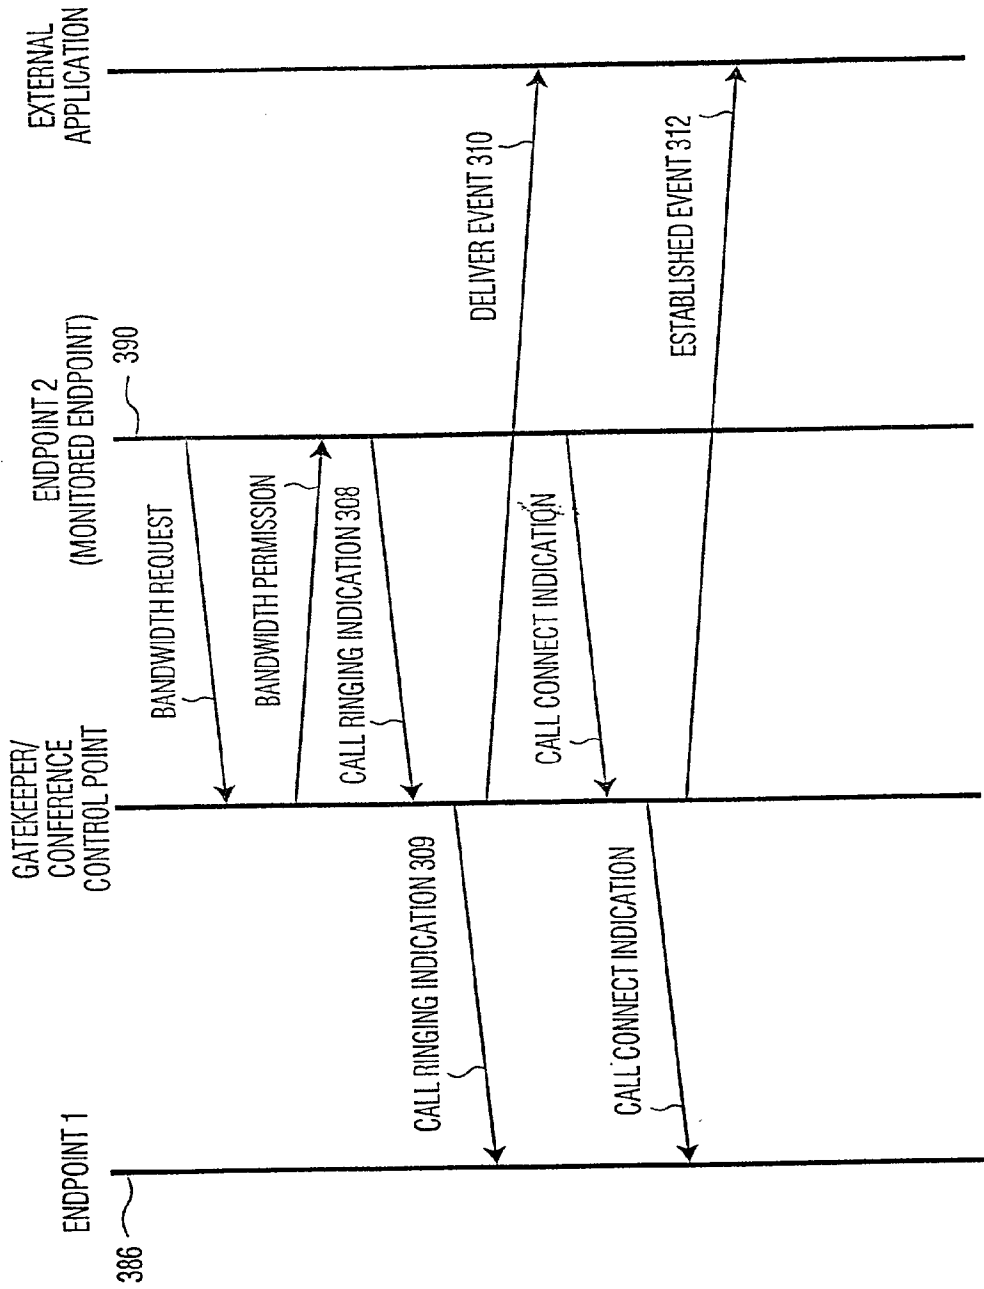 ENDPOINT 1
386
GATEKEEPER/
CONFERENCE
CONTROL POINT
ENDPOINT 2
(MONITORED ENDPOINT)
390
EXTERNAL
APPLICATION
BANDWIDTH REQUEST
BANDWIDTH PERMISSION
CALL RINGING INDICATION 308
CALL RINGING INDICATION 309
DELIVER EVENT 310
CALL CONNECT INDICATION
CALL CONNECT INDICATION
ESTABLISHED EVENT 312